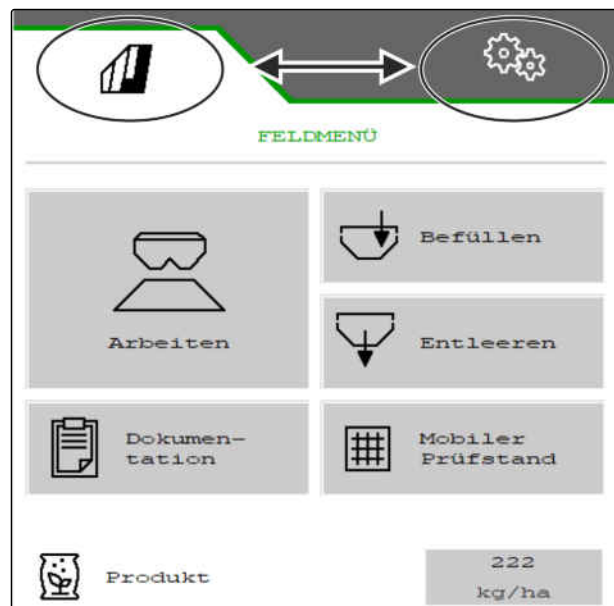 FELDMENÜ
Arbeiten
Befüllen
Entleeren
Dokumen-
tation
Mobiler
Prüfstand
Produkt
222
kg/ha